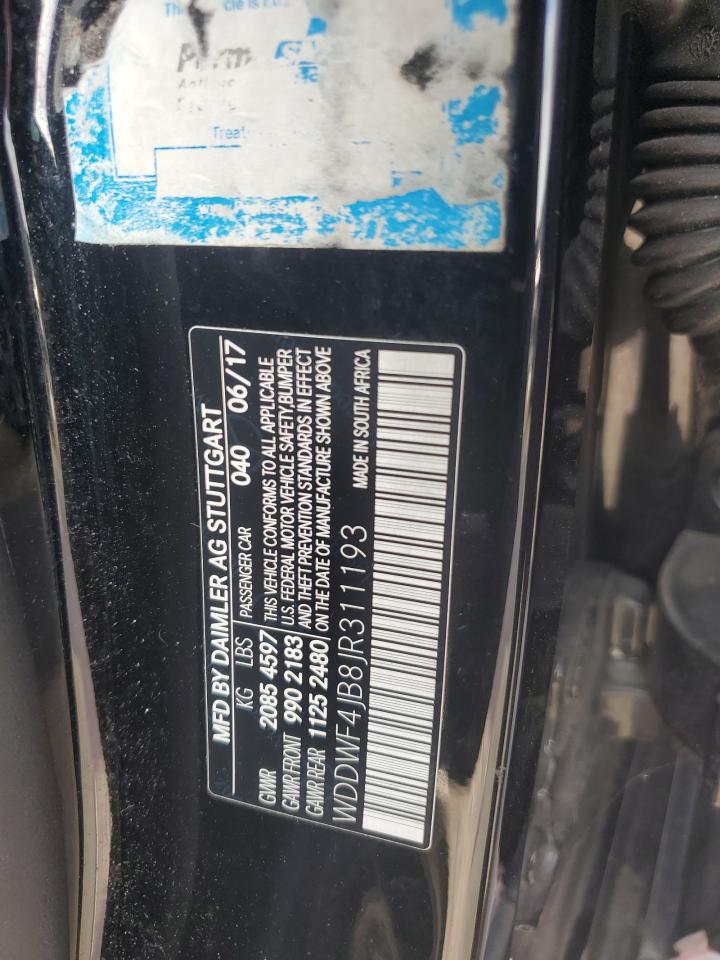 MFD BY DAIMLER AG STUTTGART
KG LBS PASSENGER CAR 040 06/17
GVWR 2085 4597 THIS VEHICLE CONFORMS TO ALL APPLICABLE
GAWR FRONT 990 2183 U.S. FEDERAL MOTOR VEHICLE SAFETY, BUMPER
GAWR REAR 1125 2480 AND THEFT PREVENTION STANDARDS IN EFFECT
ON THE DATE OF MANUFACTURE SHOWN ABOVE
WDDWF4JB8JR311193 MADE IN SOUTH AFRICA